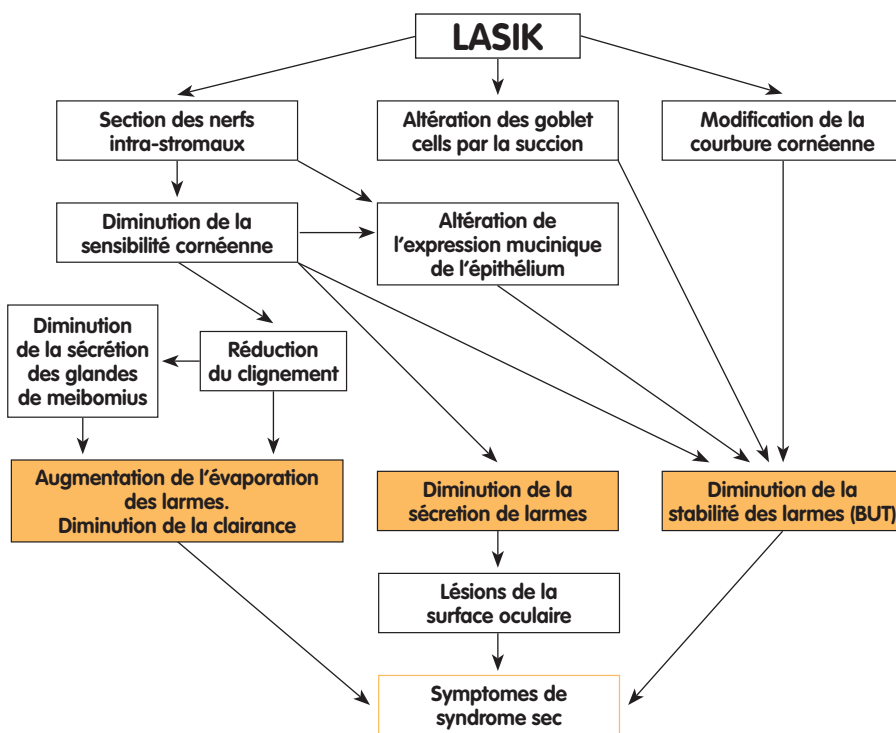 LASIK
Section des nerfs
intra-stromaux
Altération des goblet
cells par la succion
Modification de la
courbure cornéenne
Diminution de la
sensibilité cornéenne
Altération de
l'expression mucinique
de l'épithélium
Diminution
de la sécrétion
des glandes
de meibomius
Réduction
du clignement
Augmentation de l'évaporation
des larmes.
Diminution de la clairance
Diminution de la
sécretion de larmes
Diminution de la
stabilité des larmes (BUT)
Lésions de la
surface oculaire
Symptomes de
syndrome sec